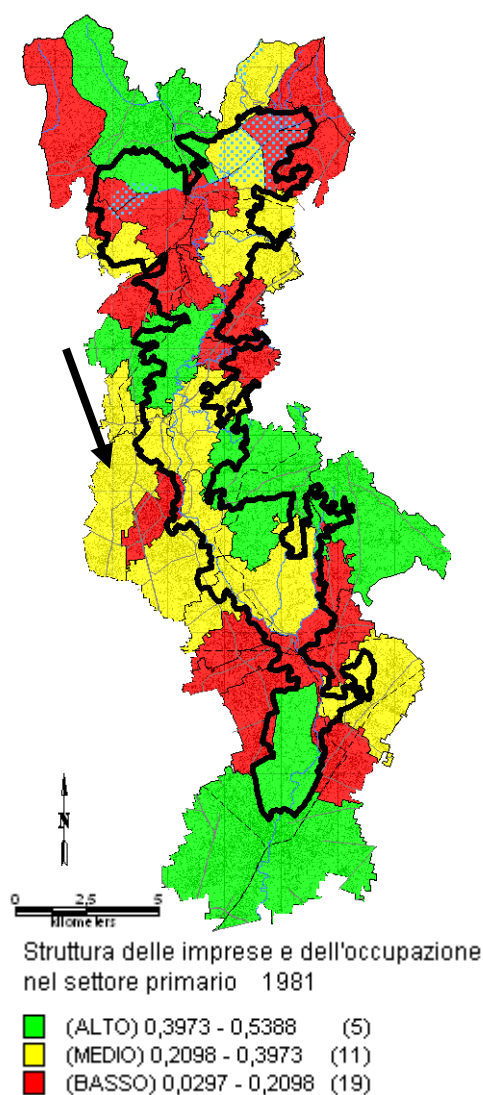 N
0 2,5 5
kilometers
Struttura delle imprese e dell'occupazione
nel settore primario 1981
(ALTO) 0,3973 - 0,5388 (5)
(MEDIO) 0,2098 - 0,3973 (11)
(BASSO) 0,0297 - 0,2098 (19)